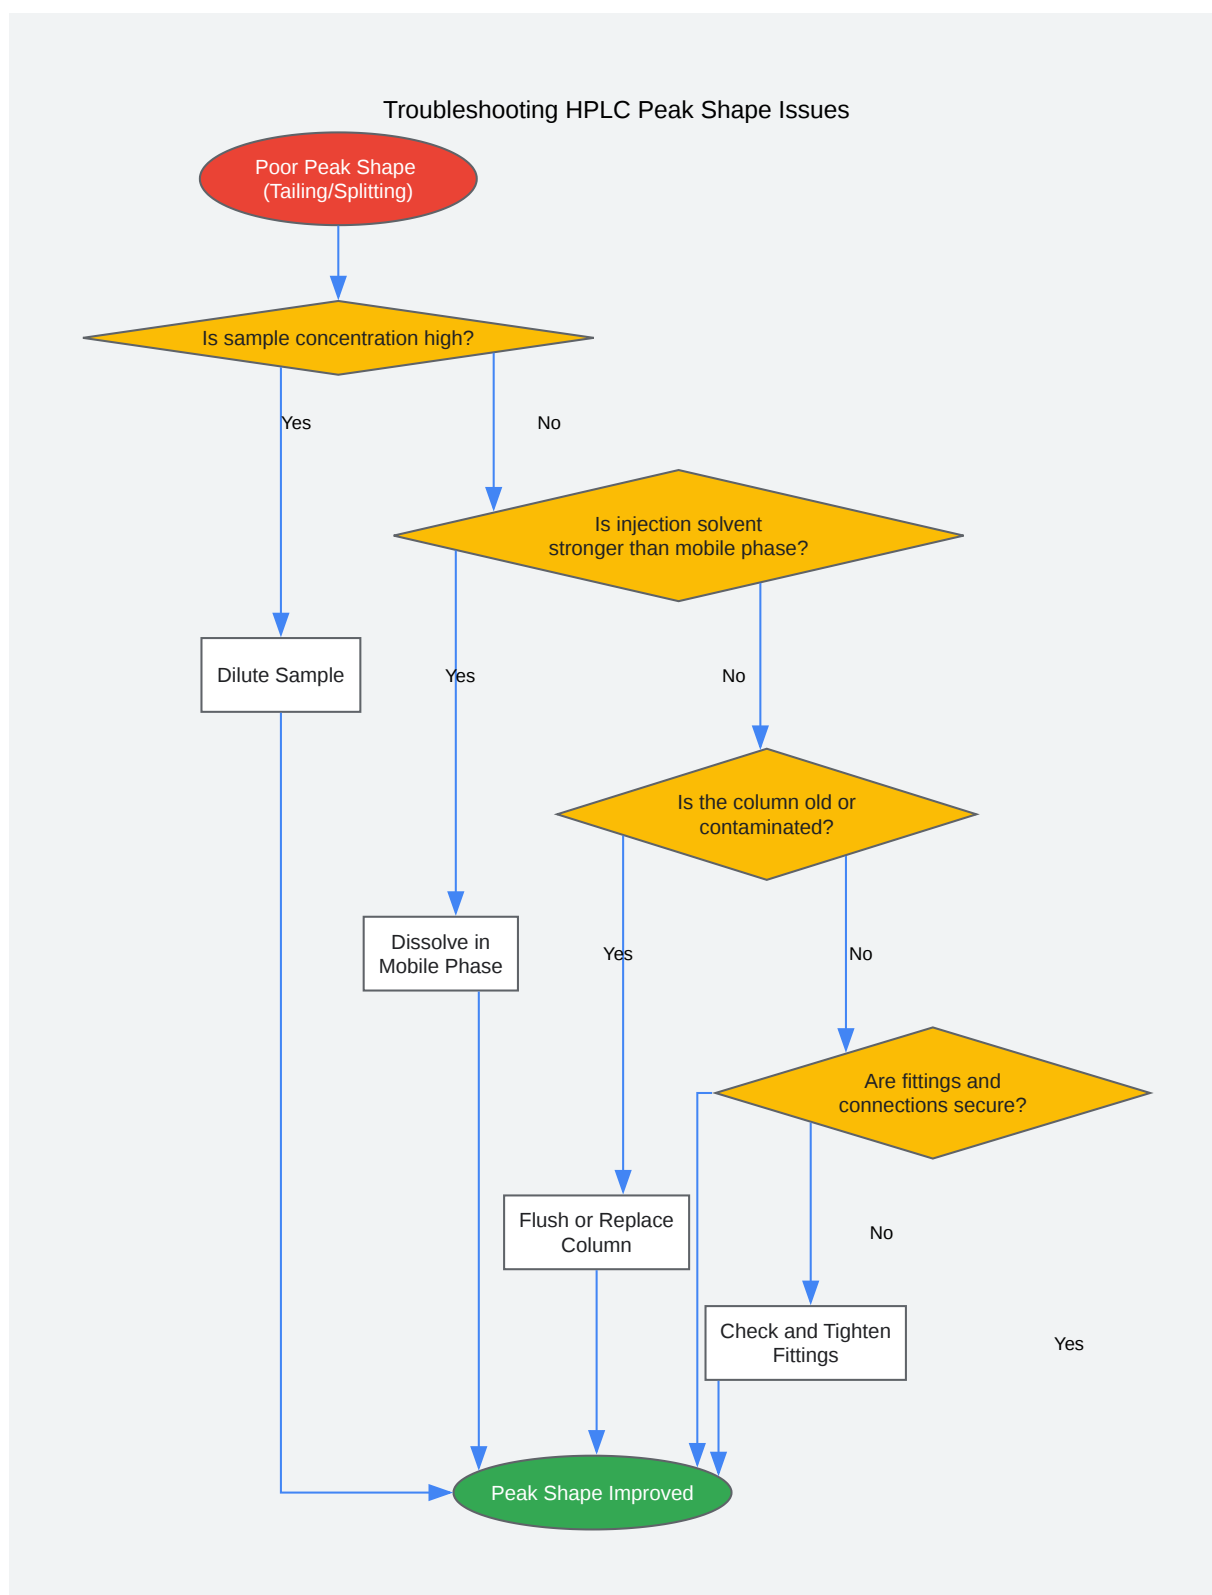 Troubleshooting HPLC Peak Shape Issues
Poor Peak Shape
(Tailing/Splitting)
Is sample concentration high?
Yes
No
Is injection solvent
stronger than mobile phase?
Dilute Sample
Yes
No
Is the column old or
contaminated?
Dissolve in
Mobile Phase
Yes
No
Are fittings and
connections secure?
Flush or Replace
Column
No
Check and Tighten
Fittings
Yes
Peak Shape Improved